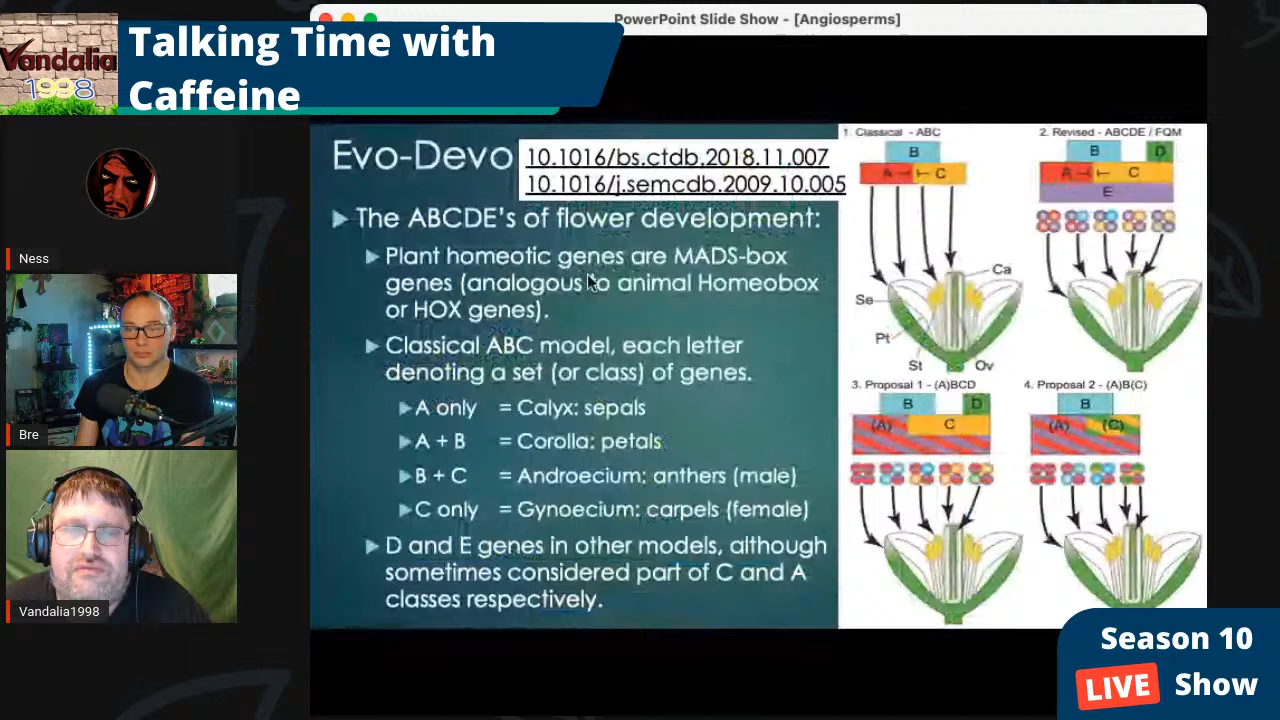 PowerPoint Slide Show - [Angiosperms]
Talking Time with
Caffeine
Vandalia
1998
Ness
Bre
Vandalia1998
Evo-Devo
10.1016/bs.ctdb.2018.11.007
10.1016/j.semcdb.2009.10.005
The ABCDE's of flower development:
Plant homeotic genes are MADS-box
genes (analogous to animal Homeobox
or HOX genes).
Classical ABC model, each letter
denoting a set (or class) of genes.
A only = Calyx: sepals
A + B = Corolla: petals
B + C = Androecium: anthers (male)
C only = Gynoecium: carpels (female)
D and E genes in other models, although
sometimes considered part of C and A
classes respectively.
1. Classical - ABC
B
A C
Ca
Se
Pt
St
Ov
2. Revised - ABCDE / FQM
B D
A C
E
3. Proposal 1 - (A)BCD
B D
(A) C
4. Proposal 2 - (A)B(C)
B
(A) (C)
Season 10
LIVE Show